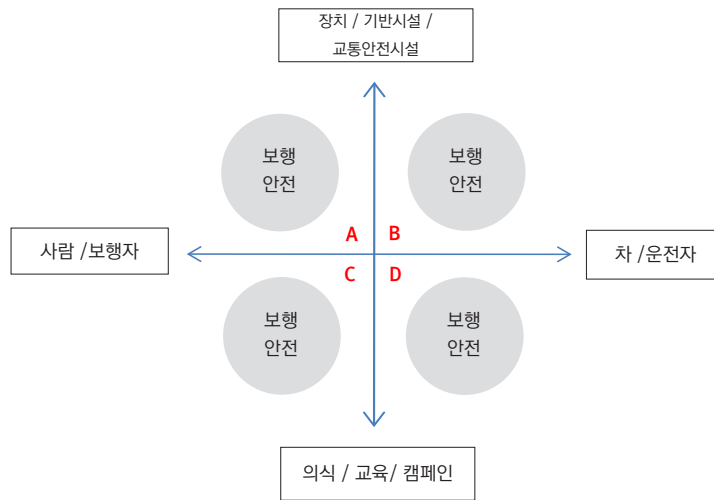 장치 / 기반시설 /
교통안전시설
보행
안전
보행
안전
A B
사람 /보행자
차 /운전자
C D
보행
안전
보행
안전
의식 / 교육/ 캠페인